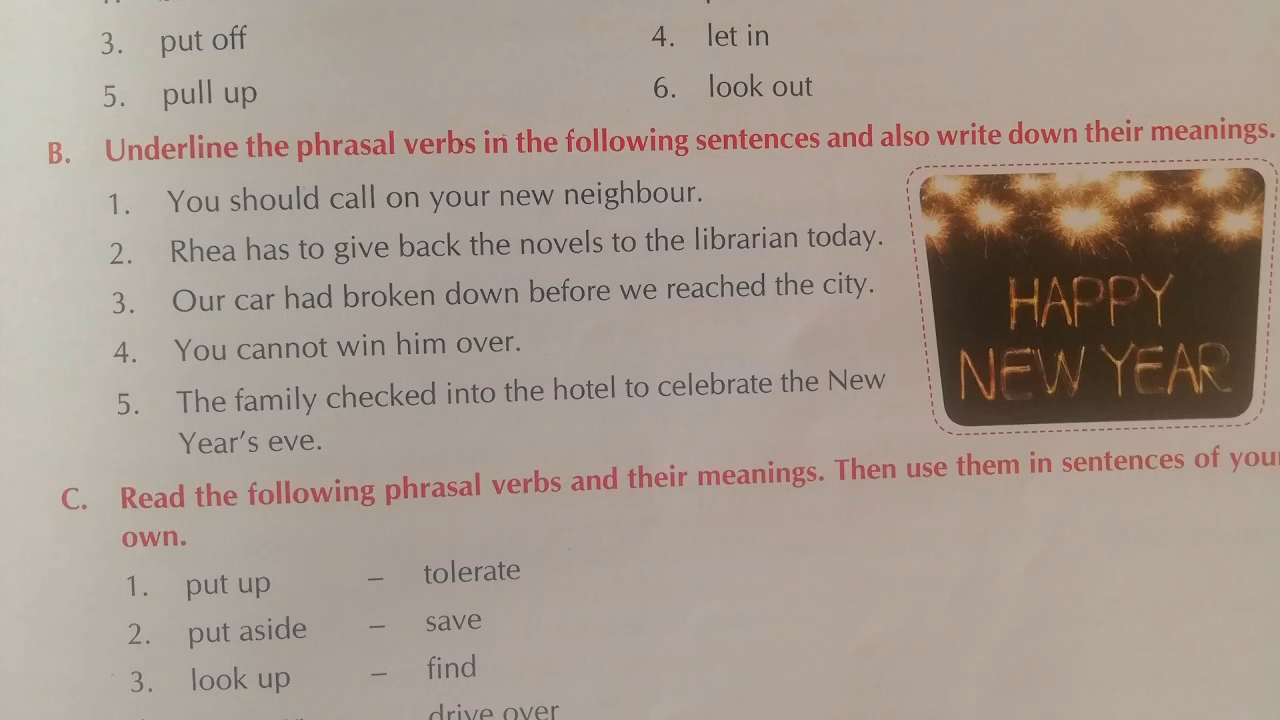 3. put off 4. let in
5. pull up 6. look out
B. Underline the phrasal verbs in the following sentences and also write down their meanings.
1. You should call on your new neighbour.
2. Rhea has to give back the novels to the librarian today.
3. Our car had broken down before we reached the city.
4. You cannot win him over.
5. The family checked into the hotel to celebrate the New
Year's eve.
HAPPY
NEW YEAR
C. Read the following phrasal verbs and their meanings. Then use them in sentences of your
own.
1. put up – tolerate
2. put aside – save
3. look up – find
drive over